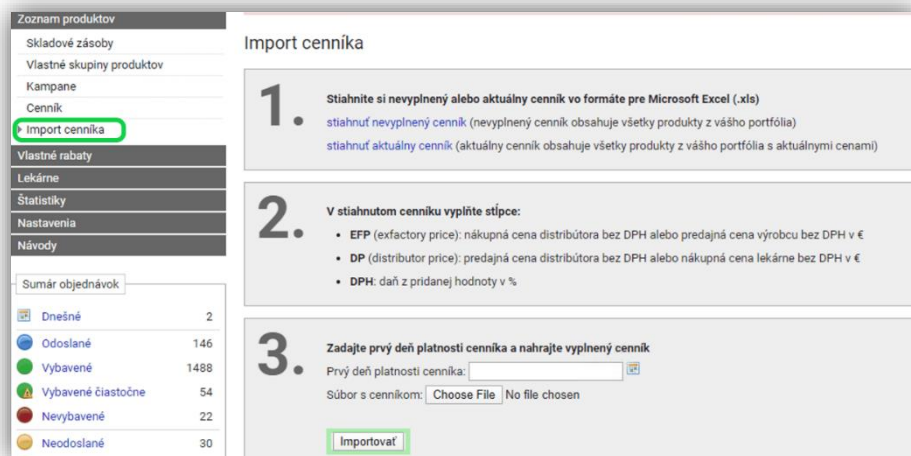 Zoznam produktov
Skladové zásoby
Vlastné skupiny produktov
Kampane
Cenník
Import cenníka
Vlastné rabaty
Lekárne
Štatistiky
Nastavenia
Návody
Sumár objednávok
Dnešné 2
Odoslané 146
Vybavené 1488
Vybavené čiastočne 54
Nevybavené 22
Neodoslané 30
Import cenníka
1.
Stiahnite si nevyplnený alebo aktuálny cenník vo formáte pre Microsoft Excel (.xls)
stiahnuť nevyplnený cenník (nevyplnený cenník obsahuje všetky produkty z vášho portfólia)
stiahnuť aktuálny cenník (aktuálny cenník obsahuje všetky produkty z vášho portfólia s aktuálnymi cenami)
2.
V stiahnutom cenníku vyplňte stĺpce:
• EFP (exfactory price): nákupná cena distribútora bez DPH alebo predajná cena výrobcu bez DPH v €
• DP (distributor price): predajná cena distribútora bez DPH alebo nákupná cena lekárne bez DPH v €
• DPH: daň z pridanej hodnoty v %
3.
Zadajte prvý deň platnosti cenníka a nahrajte vyplnený cenník
Prvý deň platnosti cenníka:
Súbor s cenníkom: Choose File No file chosen
Importovať